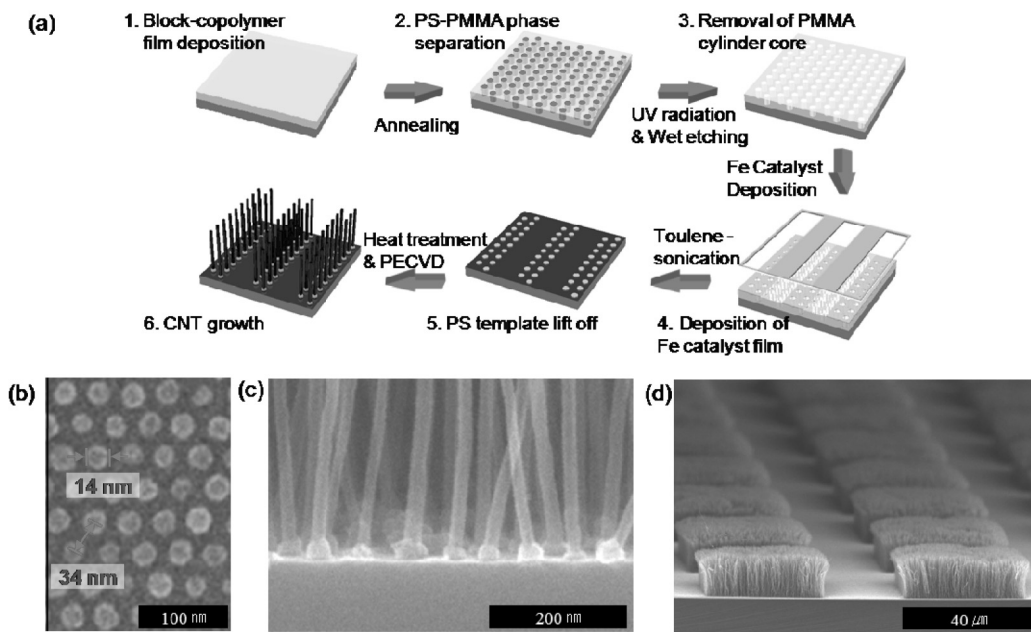 (a)
1. Block-copolymer
film deposition
2. PS-PMMA phase
separation
3. Removal of PMMA
cylinder core
Annealing
UV radiation
& Wet etching
Fe Catalyst
Deposition
Heat treatment
& PECVD
Toulene -
sonication
6. CNT growth
5. PS template lift off
4. Deposition of
Fe catalyst film
(b)
14 nm
34 nm
100 nm
(c)
200 nm
(d)
40 μm